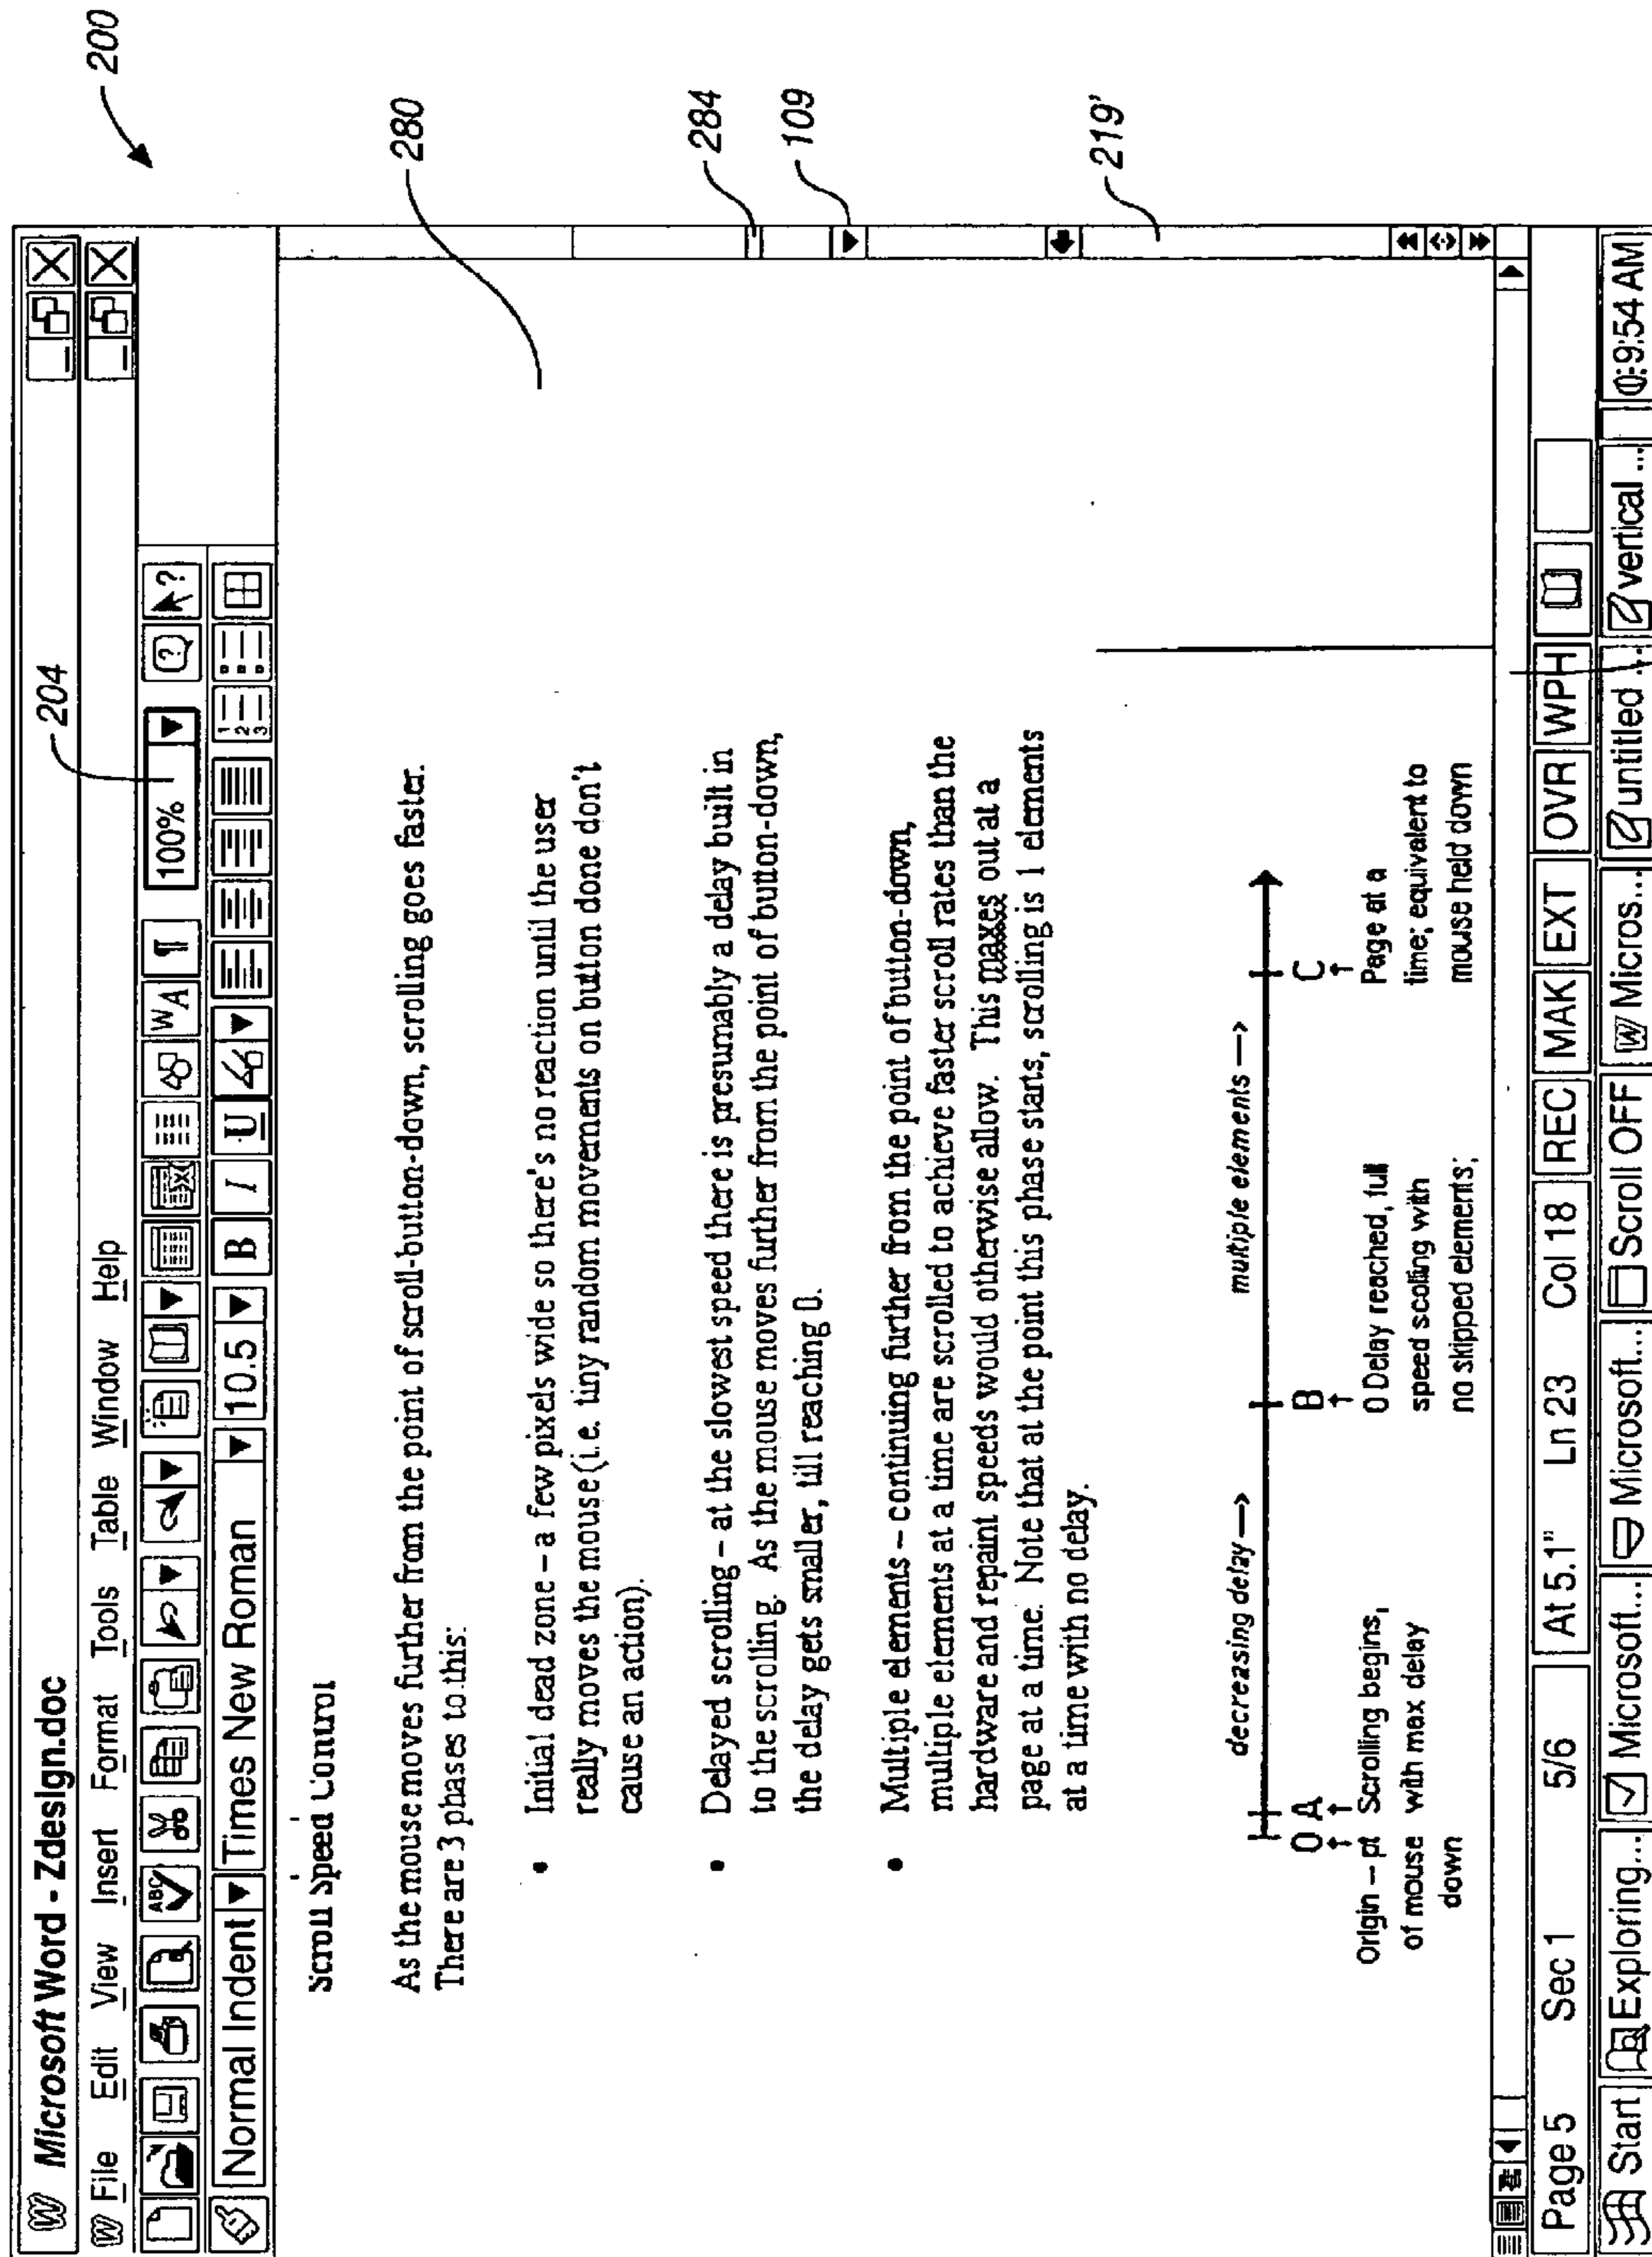 200
Microsoft Word - Zdesign.doc
File Edit View Insert Format Tools Table Window Help
204
ABC
WA ¶ 100% ? ?
Normal Indent Times New Roman 10.5 B I U 1 2 3
Scroll Speed Control
As the mouse moves further from the point of scroll-button-down, scrolling goes faster.
There are 3 phases to this:
280
• Initial dead zone – a few pixels wide so there's no reaction until the user
really moves the mouse (i.e. tiny random movements on button done don't
cause an action).
• Delayed scrolling – at the slowest speed there is presumably a delay built in
to the scrolling. As the mouse moves further from the point of button-down,
the delay gets smaller, till reaching 0.
284
109
• Multiple elements – continuing further from the point of button-down,
multiple elements at a time are scrolled to achieve faster scroll rates than the
hardware and repaint speeds would otherwise allow. This maxes out at a
page at a time. Note that at the point this phase starts, scrolling is 1 elements
at a time with no delay.
219'
decreasing delay —> multiple elements —>
O A B C
Origin – pt
of mouse
down
Scrolling begins,
with max delay
0 Delay reached, full
speed scolling with
no skipped elements;
Page at a
time; equivalent to
mouse held down
Page 5 Sec 1 5/6 At 5.1" Ln 23 Col 18 REC MAK EXT OVR WPH
Start Exploring... Microsoft... Microsoft... Scroll OFF Micros... untitled ... vertical ... 9:54 AM